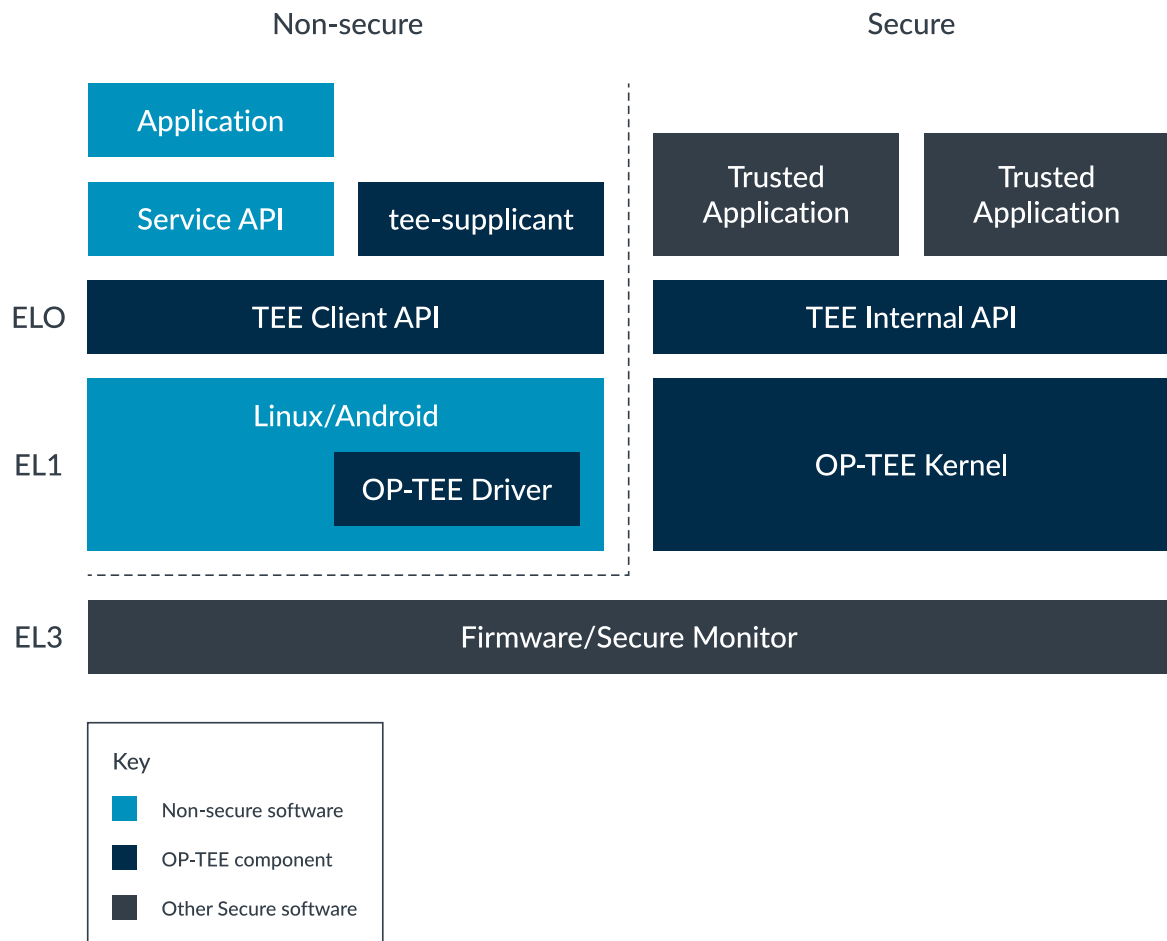 Non-secure
Secure
Application
Service API
tee-supplicant
Trusted
Application
Trusted
Application
ELO
TEE Client API
TEE Internal API
EL1
Linux/Android
OP-TEE Driver
OP-TEE Kernel
EL3
Firmware/Secure Monitor
Key
Non-secure software
OP-TEE component
Other Secure software